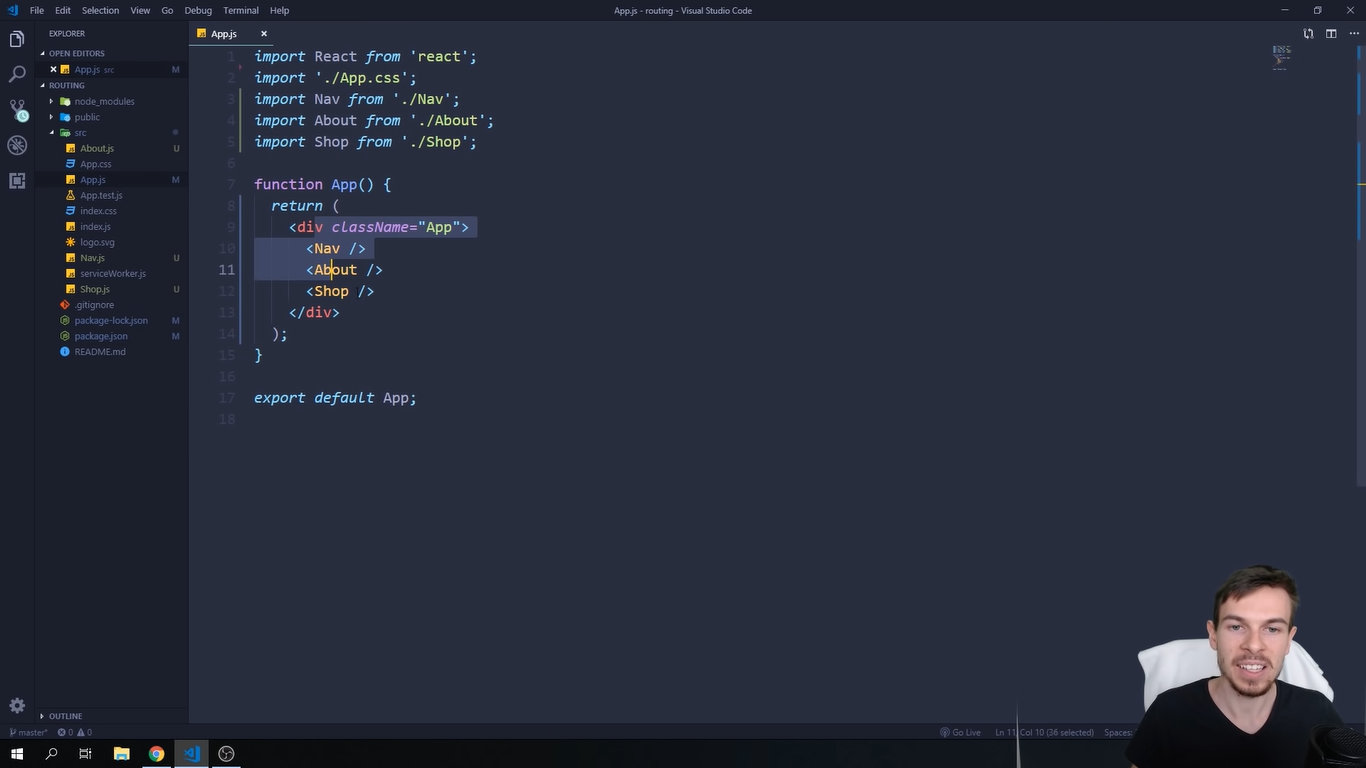 File Edit Selection View Go Debug Terminal Help
App.js - routing - Visual Studio Code
EXPLORER
OPEN EDITORS
App.js src M
ROUTING
node_modules
public
src
About.js U
App.css
App.js M
App.test.js
index.css
index.js
logo.svg
Nav.js U
serviceWorker.js
Shop.js U
.gitignore
package-lock.json M
package.json M
README.md
OUTLINE
App.js
1 import React from 'react';
2 import './App.css';
3 import Nav from './Nav';
4 import About from './About';
5 import Shop from './Shop';
6
7 function App() {
8 return (
9 <div className="App">
10 <Nav />
11 <About />
12 <Shop />
13 </div>
14 );
15 }
16
17 export default App;
18
master* 0 0
Go Live Ln 11, Col 10 (36 selected) Spaces: